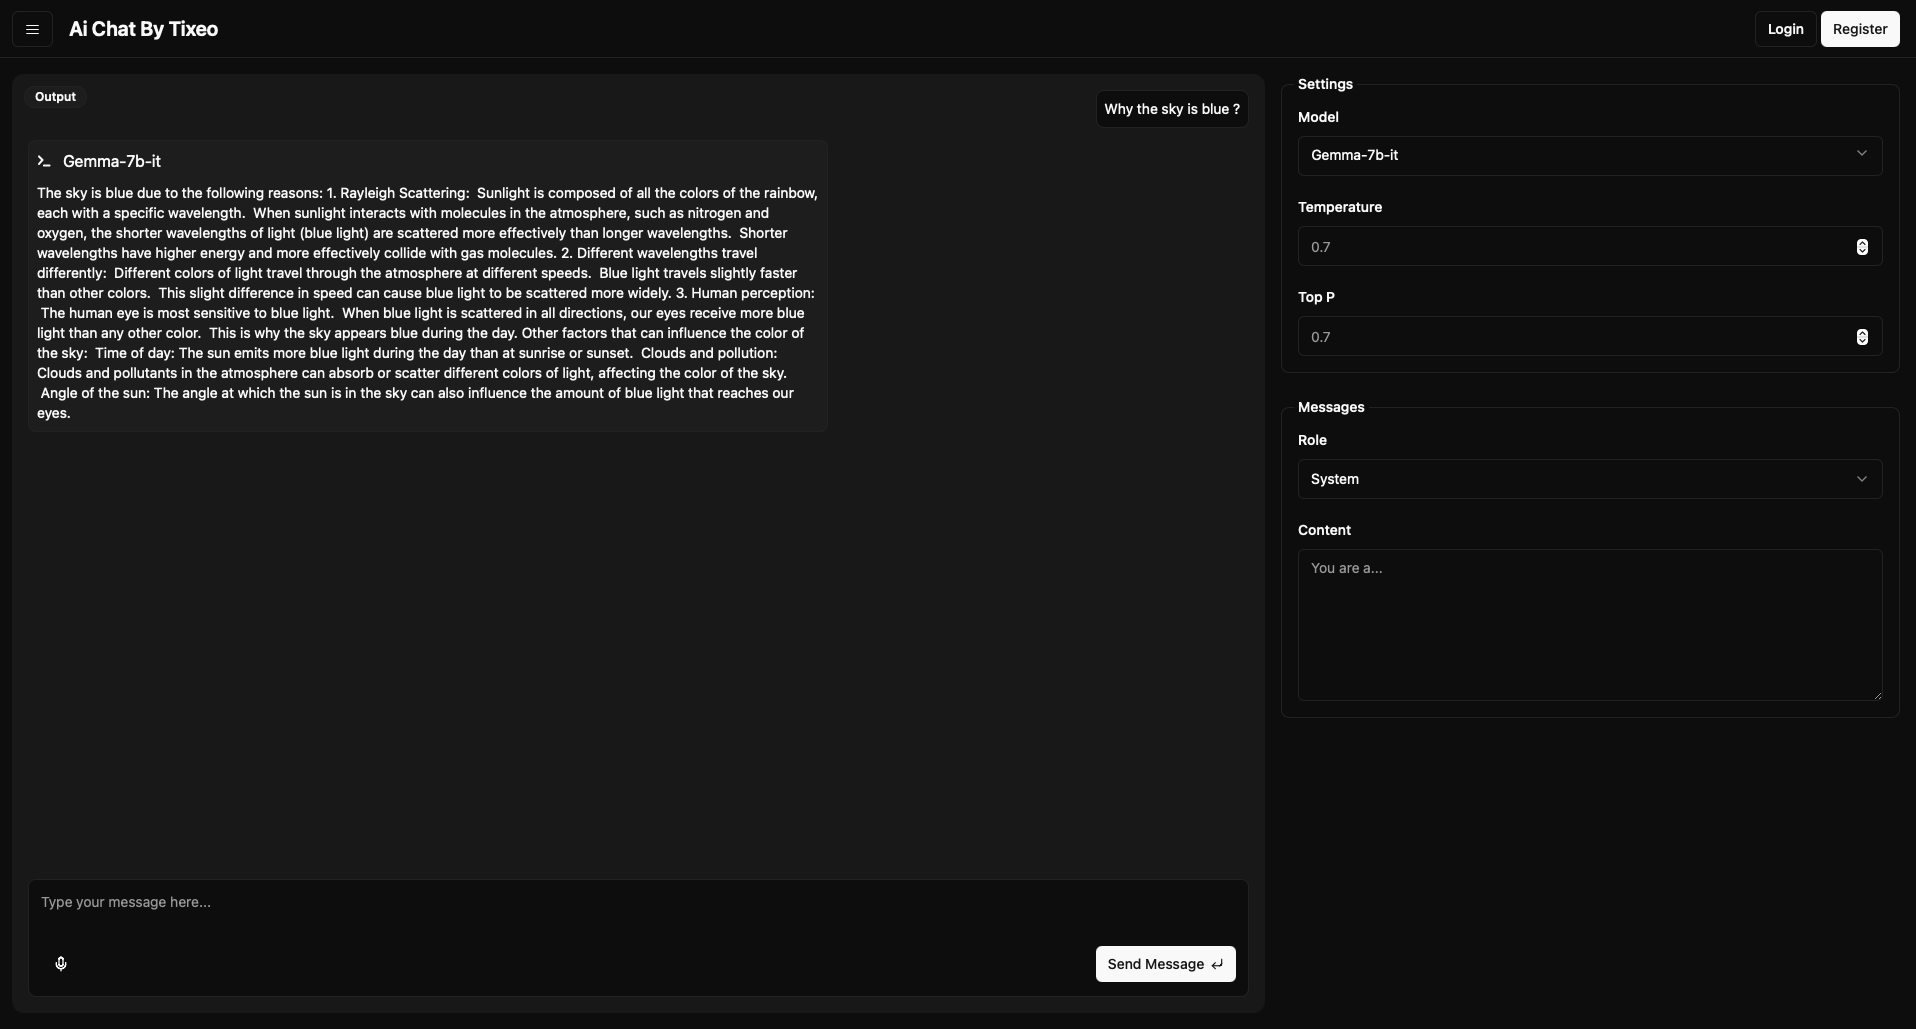 Ai Chat By Tixeo
Login
Register
Output
Why the sky is blue ?
Gemma-7b-it
The sky is blue due to the following reasons: 1. Rayleigh Scattering:  Sunlight is composed of all the colors of the rainbow,
each with a specific wavelength.  When sunlight interacts with molecules in the atmosphere, such as nitrogen and
oxygen, the shorter wavelengths of light (blue light) are scattered more effectively than longer wavelengths.  Shorter
wavelengths have higher energy and more effectively collide with gas molecules. 2. Different wavelengths travel
differently:  Different colors of light travel through the atmosphere at different speeds.  Blue light travels slightly faster
than other colors.  This slight difference in speed can cause blue light to be scattered more widely. 3. Human perception:
The human eye is most sensitive to blue light.  When blue light is scattered in all directions, our eyes receive more blue
light than any other color.  This is why the sky appears blue during the day. Other factors that can influence the color of
the sky:  Time of day: The sun emits more blue light during the day than at sunrise or sunset.  Clouds and pollution:
Clouds and pollutants in the atmosphere can absorb or scatter different colors of light, affecting the color of the sky.
Angle of the sun: The angle at which the sun is in the sky can also influence the amount of blue light that reaches our
eyes.
Type your message here...
Send Message
Settings
Model
Gemma-7b-it
Temperature
0.7
Top P
0.7
Messages
Role
System
Content
You are a...